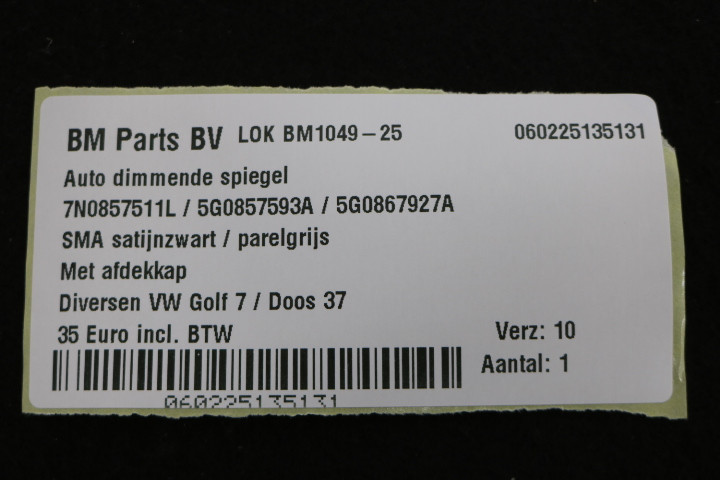 BM Parts BV LOK BM1049-25 060225135131
Auto dimmende spiegel
7N0857511L / 5G0857593A / 5G0867927A
SMA satijnzwart / parelgrijs
Met afdekkap
Diversen VW Golf 7 / Doos 37
35 Euro incl. BTW Verz: 10
Aantal: 1
060225135131